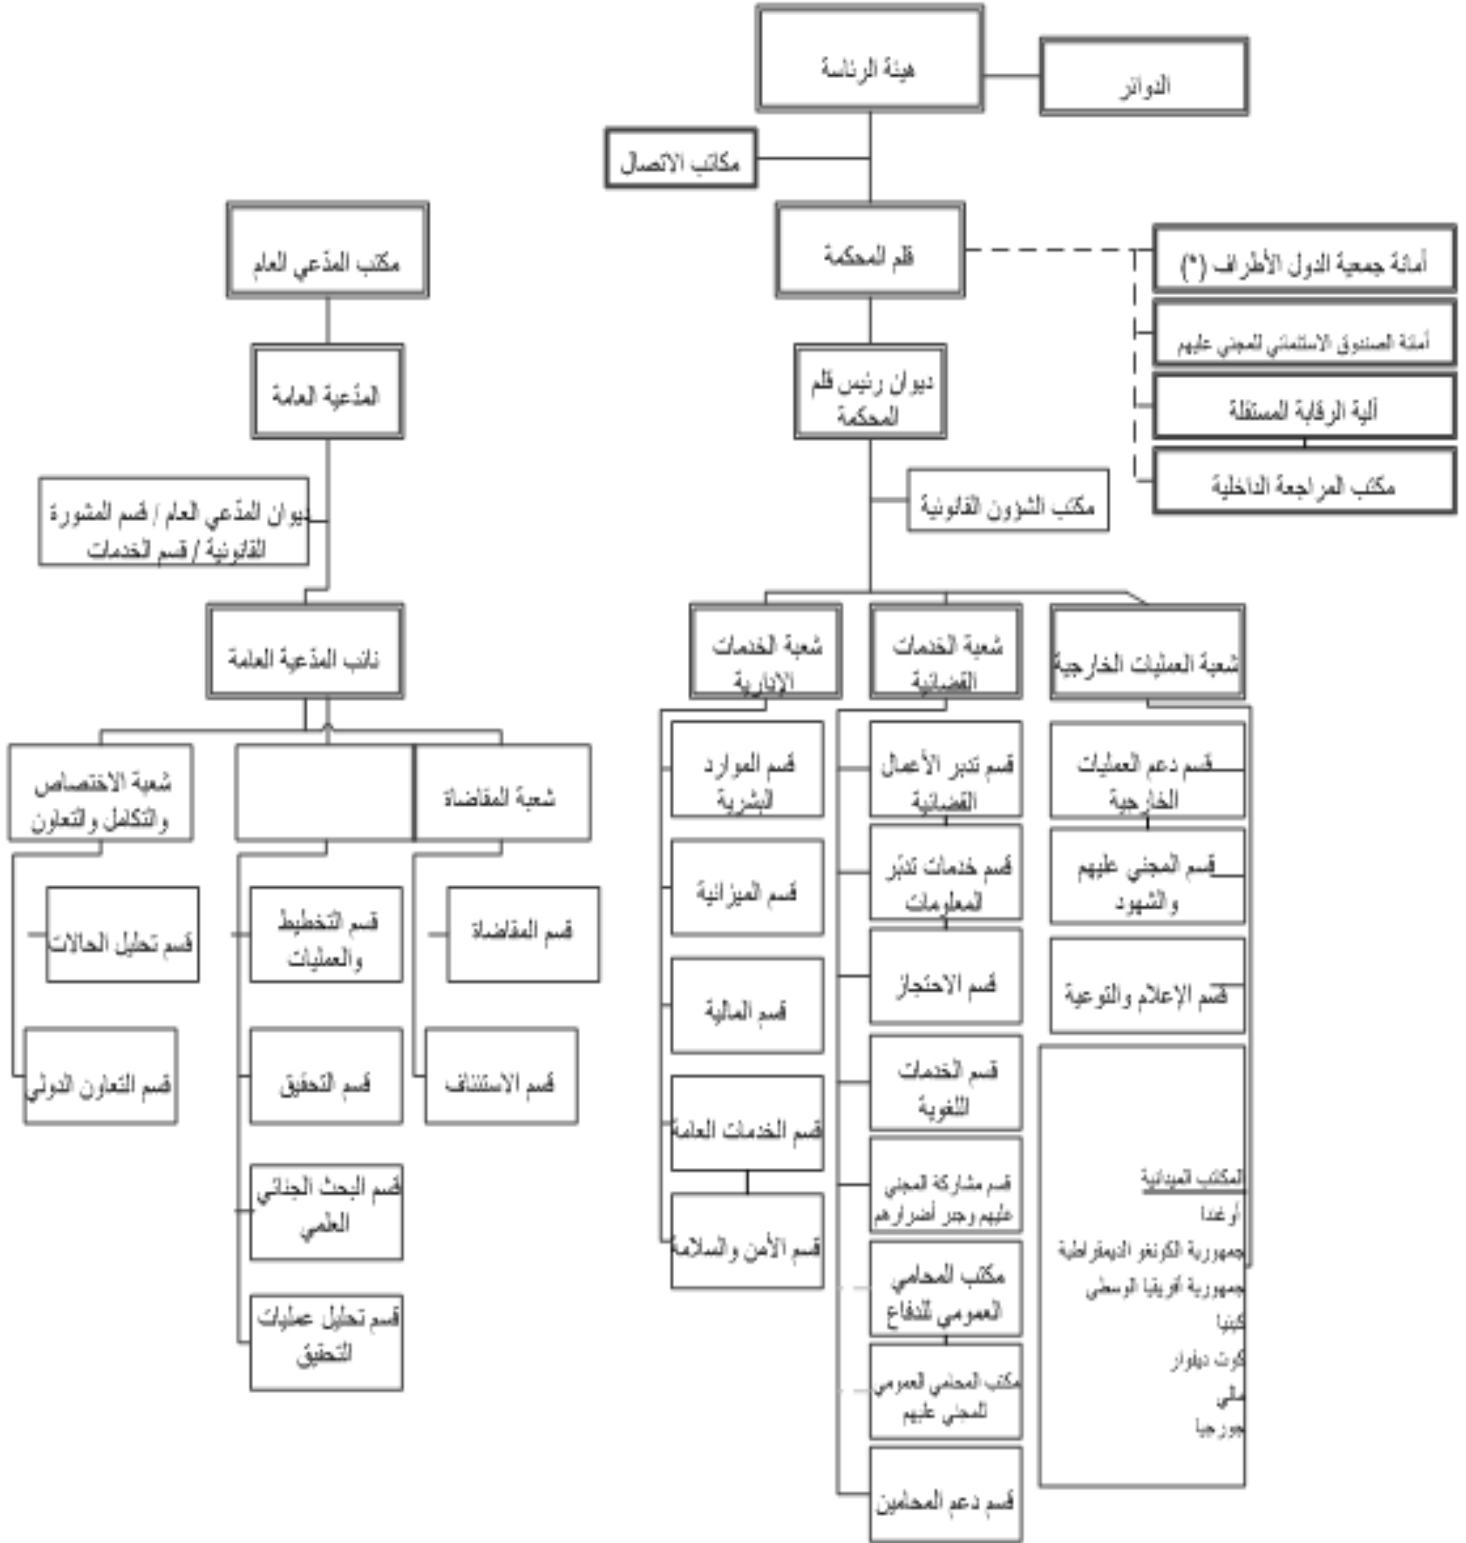 هيئة الرئاسة
الدوائر
مكاتب الاتصال
قلم المحكمة
أمانة جمعية الدول الأطراف (*)
أمانة الصندوق الاستئماني للمجني عليهم
آلية الرقابة المستقلة
مكتب المراجعة الداخلية
ديوان رئيس قلم
المحكمة
مكتب الشؤون القانونية
شعبة العمليات الخارجية
قسم دعم العمليات
الخارجية
قسم المجني عليهم
والشهود
قسم الإعلام والتوعية
المكاتب الميدانية
أوغندا
جمهورية الكونغو الديمقراطية
جمهورية أفريقيا الوسطى
كينيا
كوت ديفوار
مالي
جورجيا
شعبة الخدمات
القضائية
قسم تدبر الأعمال
القضائية
قسم خدمات تدبّر
المعلومات
قسم الاحتجاز
قسم الخدمات
اللغوية
قسم مشاركة المجني
عليهم وجبر أضرارهم
مكتب المحامي
العمومي للدفاع
مكتب المحامي العمومي
للمجني عليهم
قسم دعم المحامين
شعبة الخدمات
الإدارية
قسم الموارد
البشرية
قسم الميزانية
قسم المالية
قسم الخدمات العامة
قسم الأمن والسلامة
مكتب المدّعي العام
المدّعية العامة
ديوان المدّعي العام / قسم المشورة
القانونية / قسم الخدمات
نائب المدّعية العامة
شعبة المقاضاة
قسم المقاضاة
قسم الاستئناف
قسم التخطيط
والعمليات
قسم التحقيق
قسم البحث الجنائي
العلمي
قسم تحليل عمليات
التحقيق
شعبة الاختصاص
والتكامل والتعاون
قسم تحليل الحالات
قسم التعاون الدولي